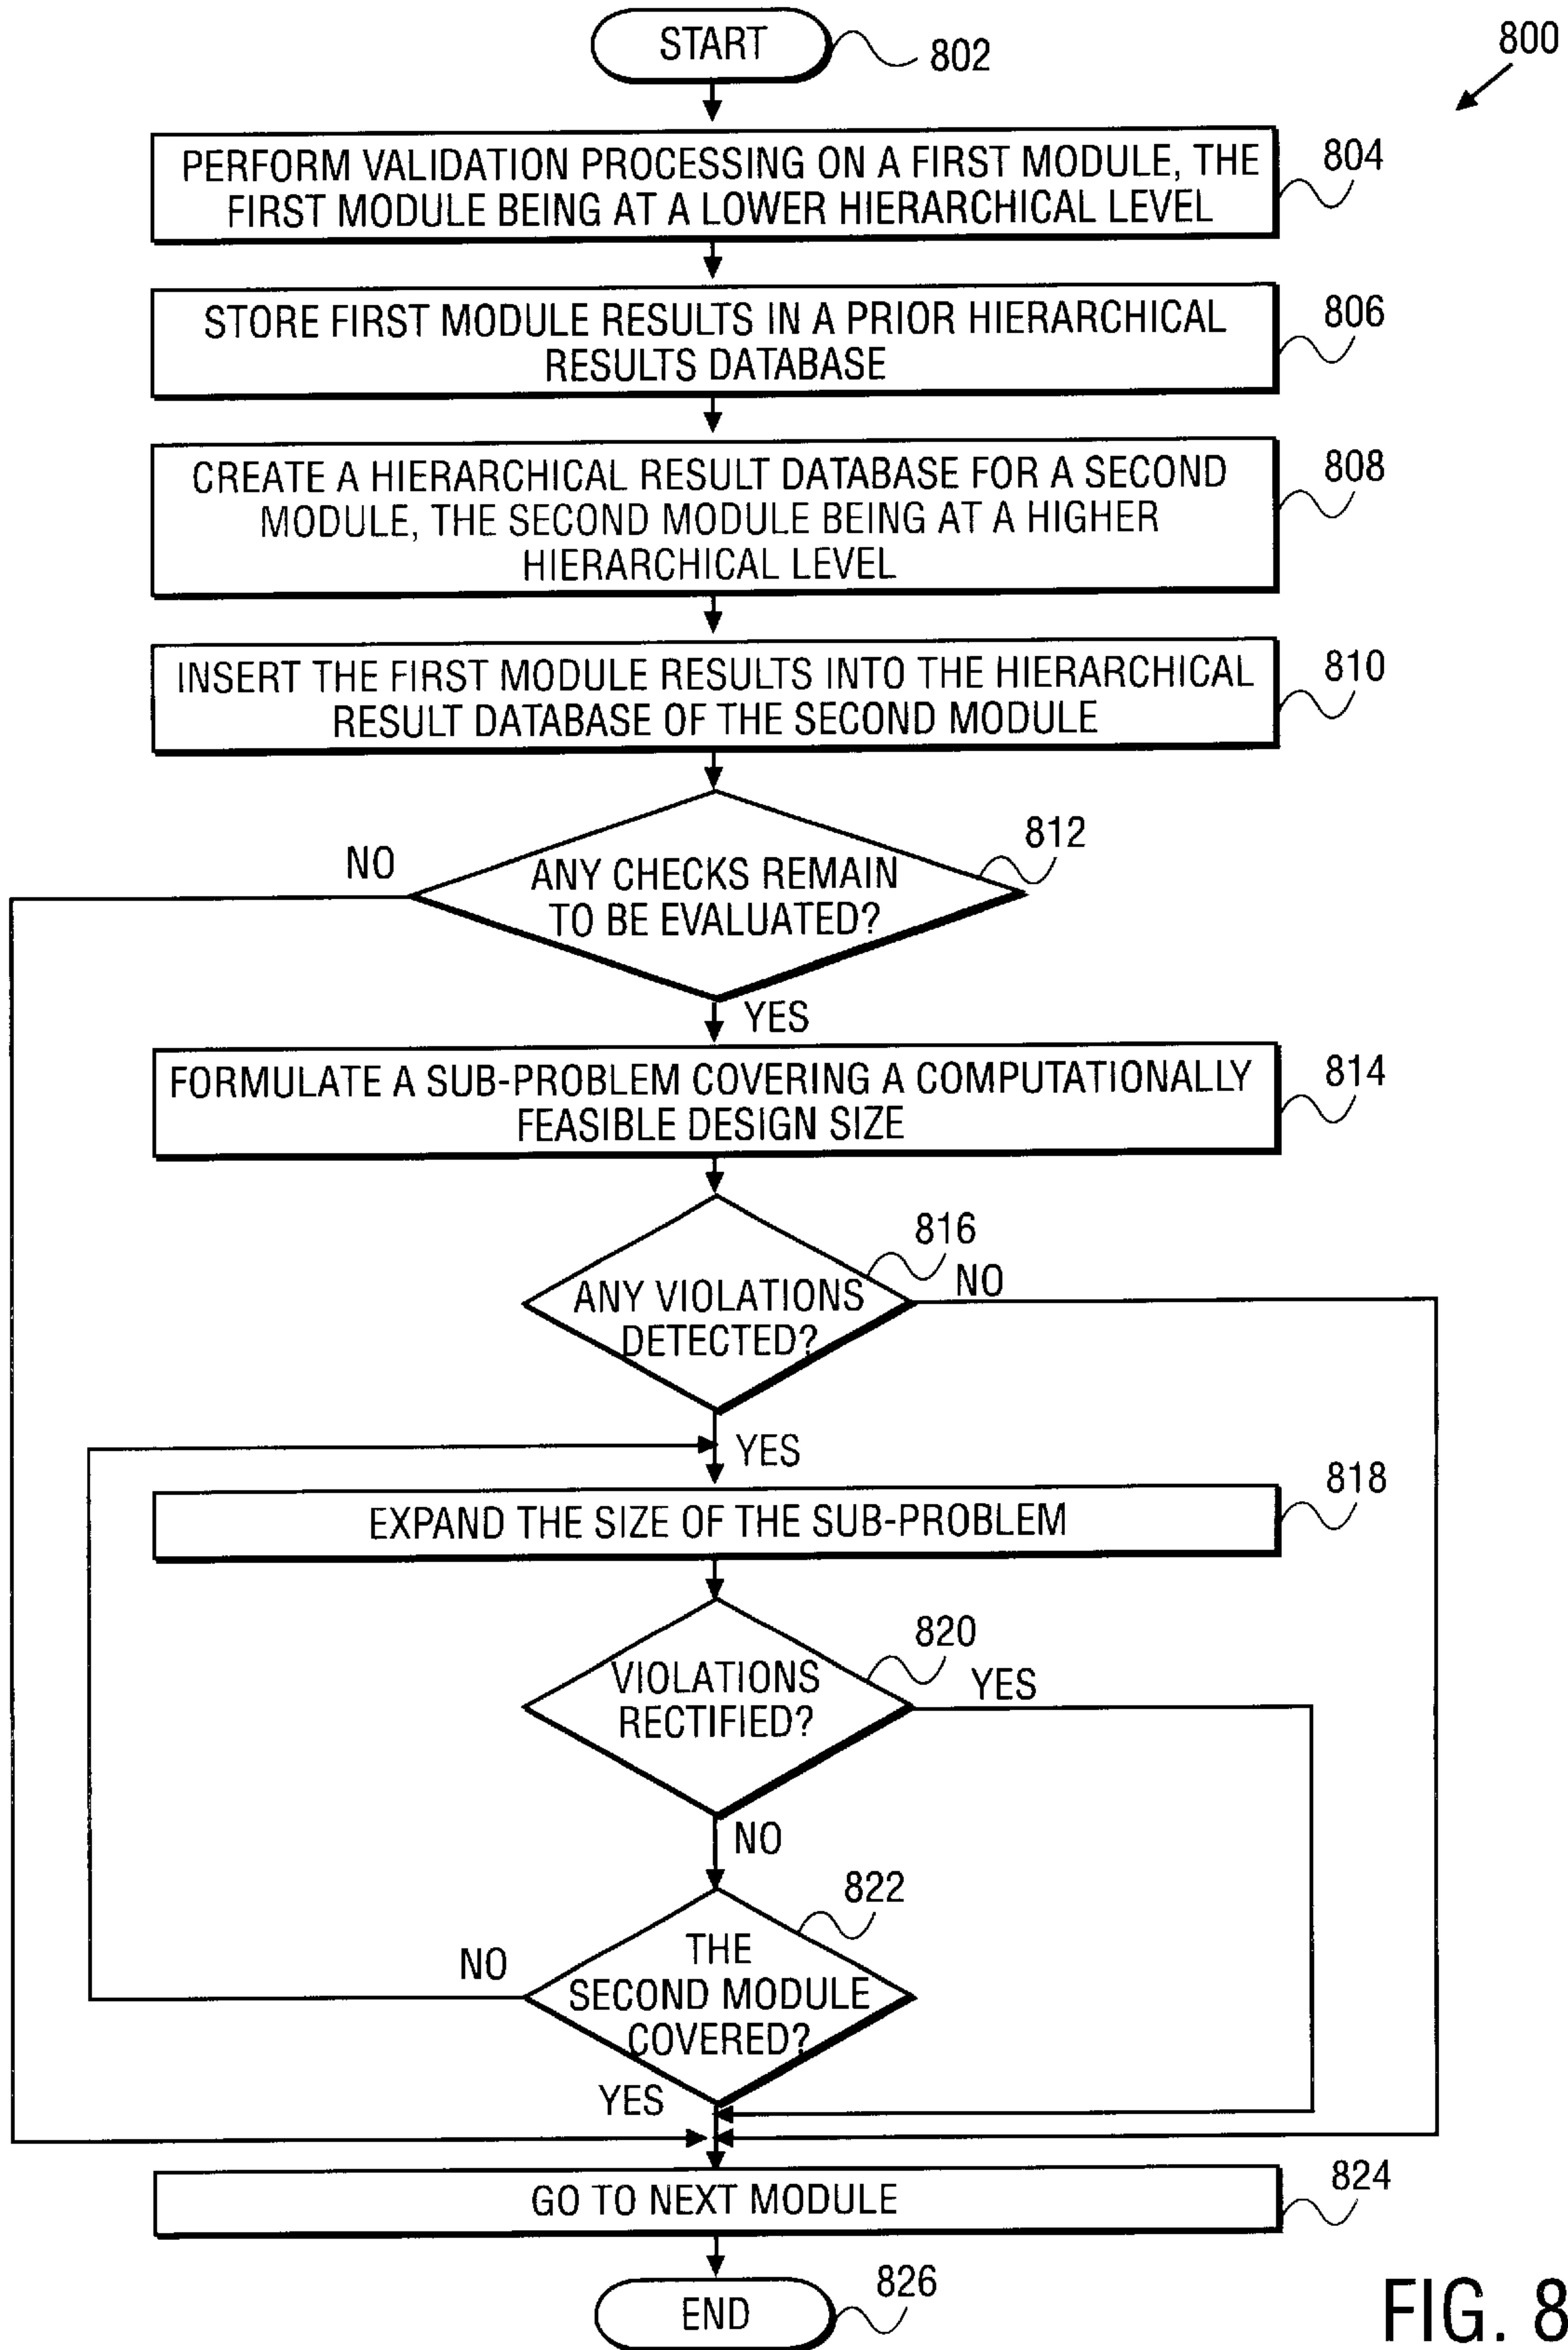 START
802
800
PERFORM VALIDATION PROCESSING ON A FIRST MODULE, THE
FIRST MODULE BEING AT A LOWER HIERARCHICAL LEVEL
804
STORE FIRST MODULE RESULTS IN A PRIOR HIERARCHICAL
RESULTS DATABASE
806
CREATE A HIERARCHICAL RESULT DATABASE FOR A SECOND
MODULE, THE SECOND MODULE BEING AT A HIGHER
HIERARCHICAL LEVEL
808
INSERT THE FIRST MODULE RESULTS INTO THE HIERARCHICAL
RESULT DATABASE OF THE SECOND MODULE
810
NO
ANY CHECKS REMAIN
TO BE EVALUATED?
812
YES
FORMULATE A SUB-PROBLEM COVERING A COMPUTATIONALLY
FEASIBLE DESIGN SIZE
814
ANY VIOLATIONS
DETECTED?
816
NO
YES
EXPAND THE SIZE OF THE SUB-PROBLEM
818
VIOLATIONS
RECTIFIED?
820
YES
NO
THE
SECOND MODULE
COVERED?
822
NO
YES
GO TO NEXT MODULE
824
END
826
FIG. 8